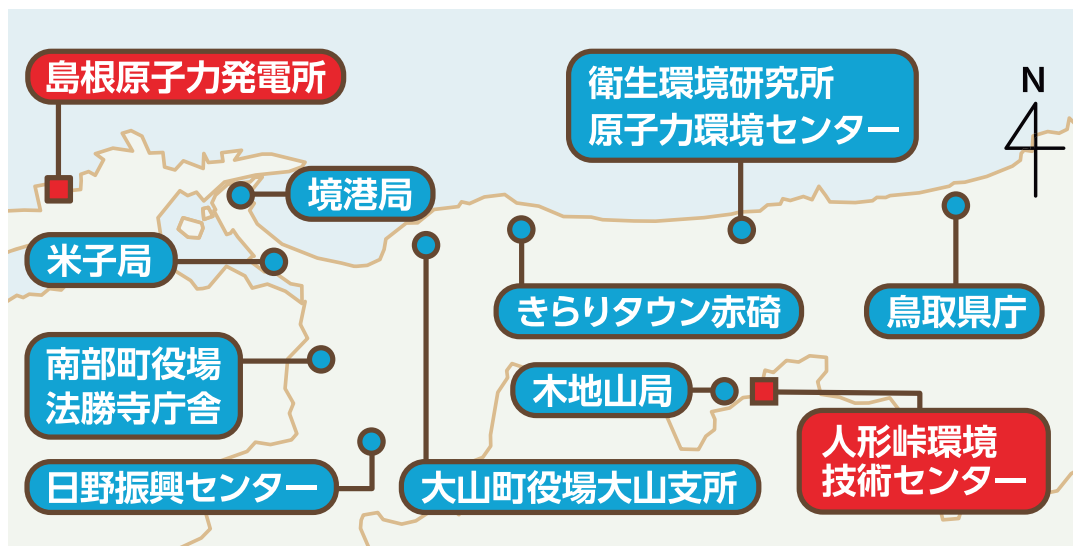 島根原子力発電所
衛生環境研究所
原子力環境センター
N
境港局
米子局
きらりタウン赤碕
鳥取県庁
南部町役場
法勝寺庁舎
木地山局
人形峠環境
技術センター
日野振興センター
大山町役場大山支所